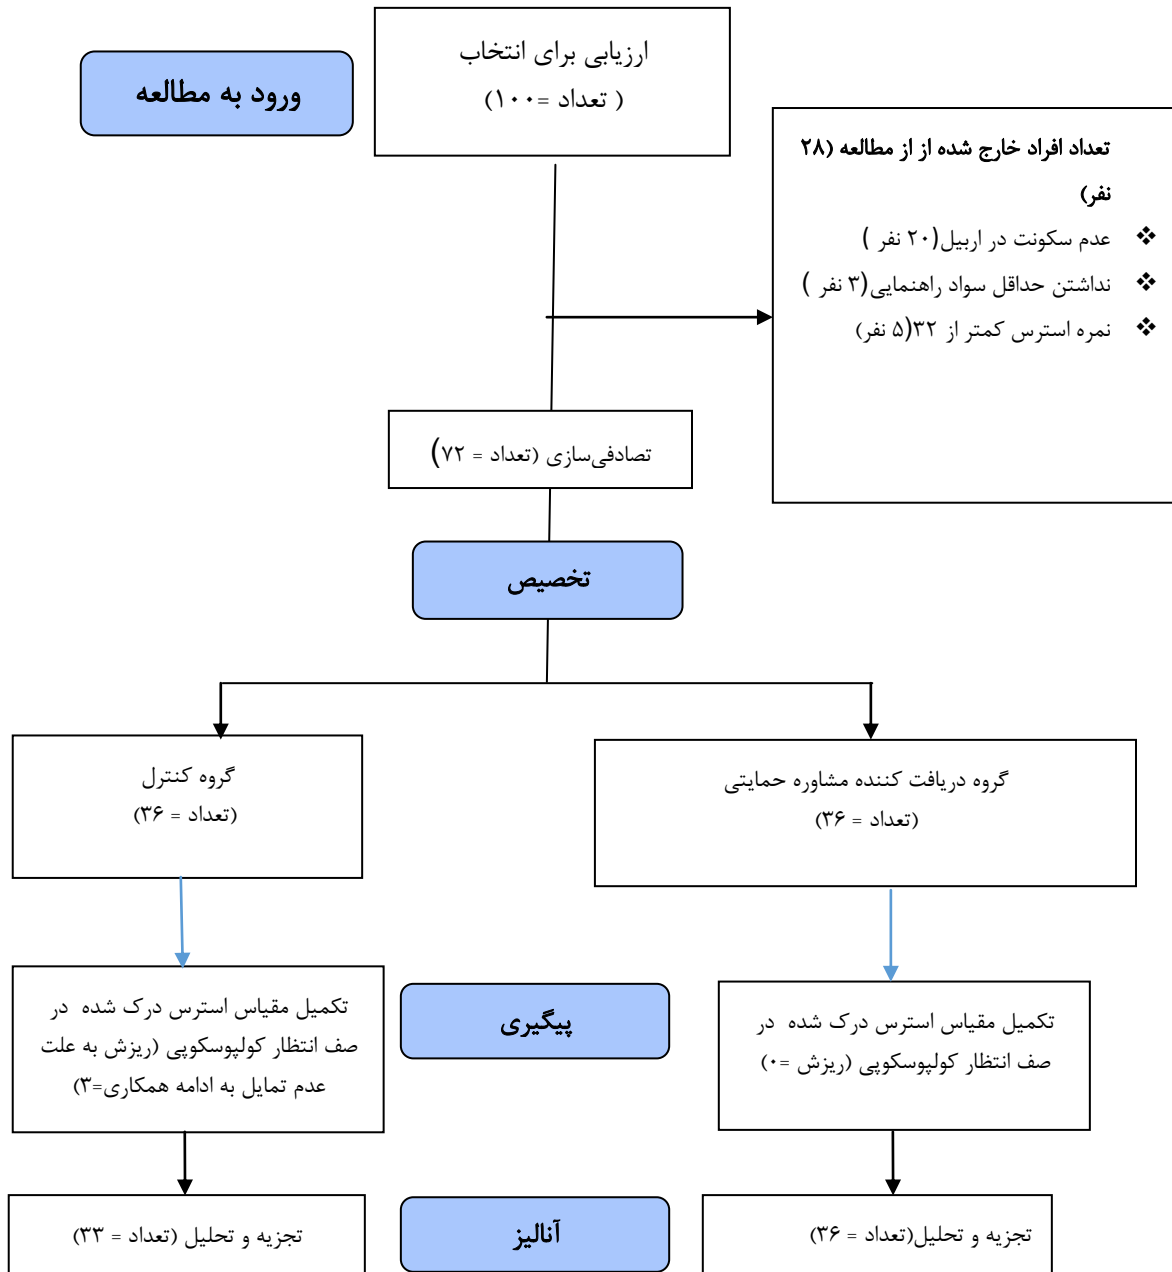 ارزیابی برای انتخاب
( تعداد =۱۰۰)
ورود به مطالعه
تعداد افراد خارج شده از از مطالعه (۲۸
نفر)
❖ عدم سکونت در اربیل(۲۰ نفر )
❖ نداشتن حداقل سواد راهنمایی(۳ نفر )
❖ نمره استرس کمتر از ۳۲(۵ نفر)
تصادفی‌سازی (تعداد = ۷۲)
تخصیص
گروه دریافت کننده مشاوره حمایتی
(تعداد = ۳۶)
گروه کنترل
(تعداد = ۳۶)
تکمیل مقیاس استرس درک شده در
صف انتظار کولپوسکوپی (ریزش =۰)
پیگیری
تکمیل مقیاس استرس درک شده در
صف انتظار کولپوسکوپی (ریزش به علت
عدم تمایل به ادامه همکاری=۳)
تجزیه و تحلیل(تعداد = ۳۶)
آنالیز
تجزیه و تحلیل (تعداد = ۳۳)